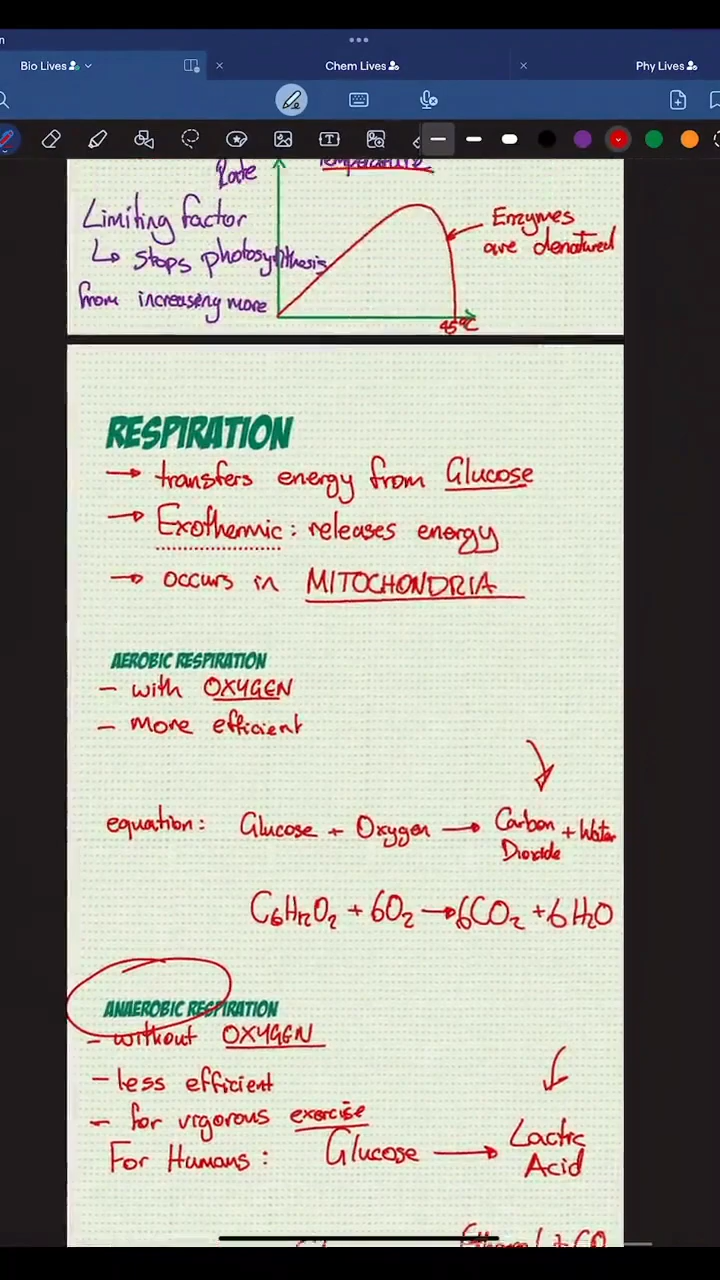 Bio Lives
Chem Lives
Phy Lives
Rate
Temperature
Limiting factor
↳ stops photosynthesis
from increasing more
Enzymes
are denatured
45°C
RESPIRATION
→ transfers energy from Glucose
→ Exothermic: releases energy
→ occurs in MITOCHONDRIA
AEROBIC RESPIRATION
- with OXYGEN
- more efficient
equation: Glucose + Oxygen → Carbon Dioxide + Water
C₆H₁₂O₂ + 6O₂ → 6CO₂ + 6H₂O
ANAEROBIC RESPIRATION
- without OXYGEN
- less efficient
- for vigorous exercise
For Humans: Glucose → Lactic Acid